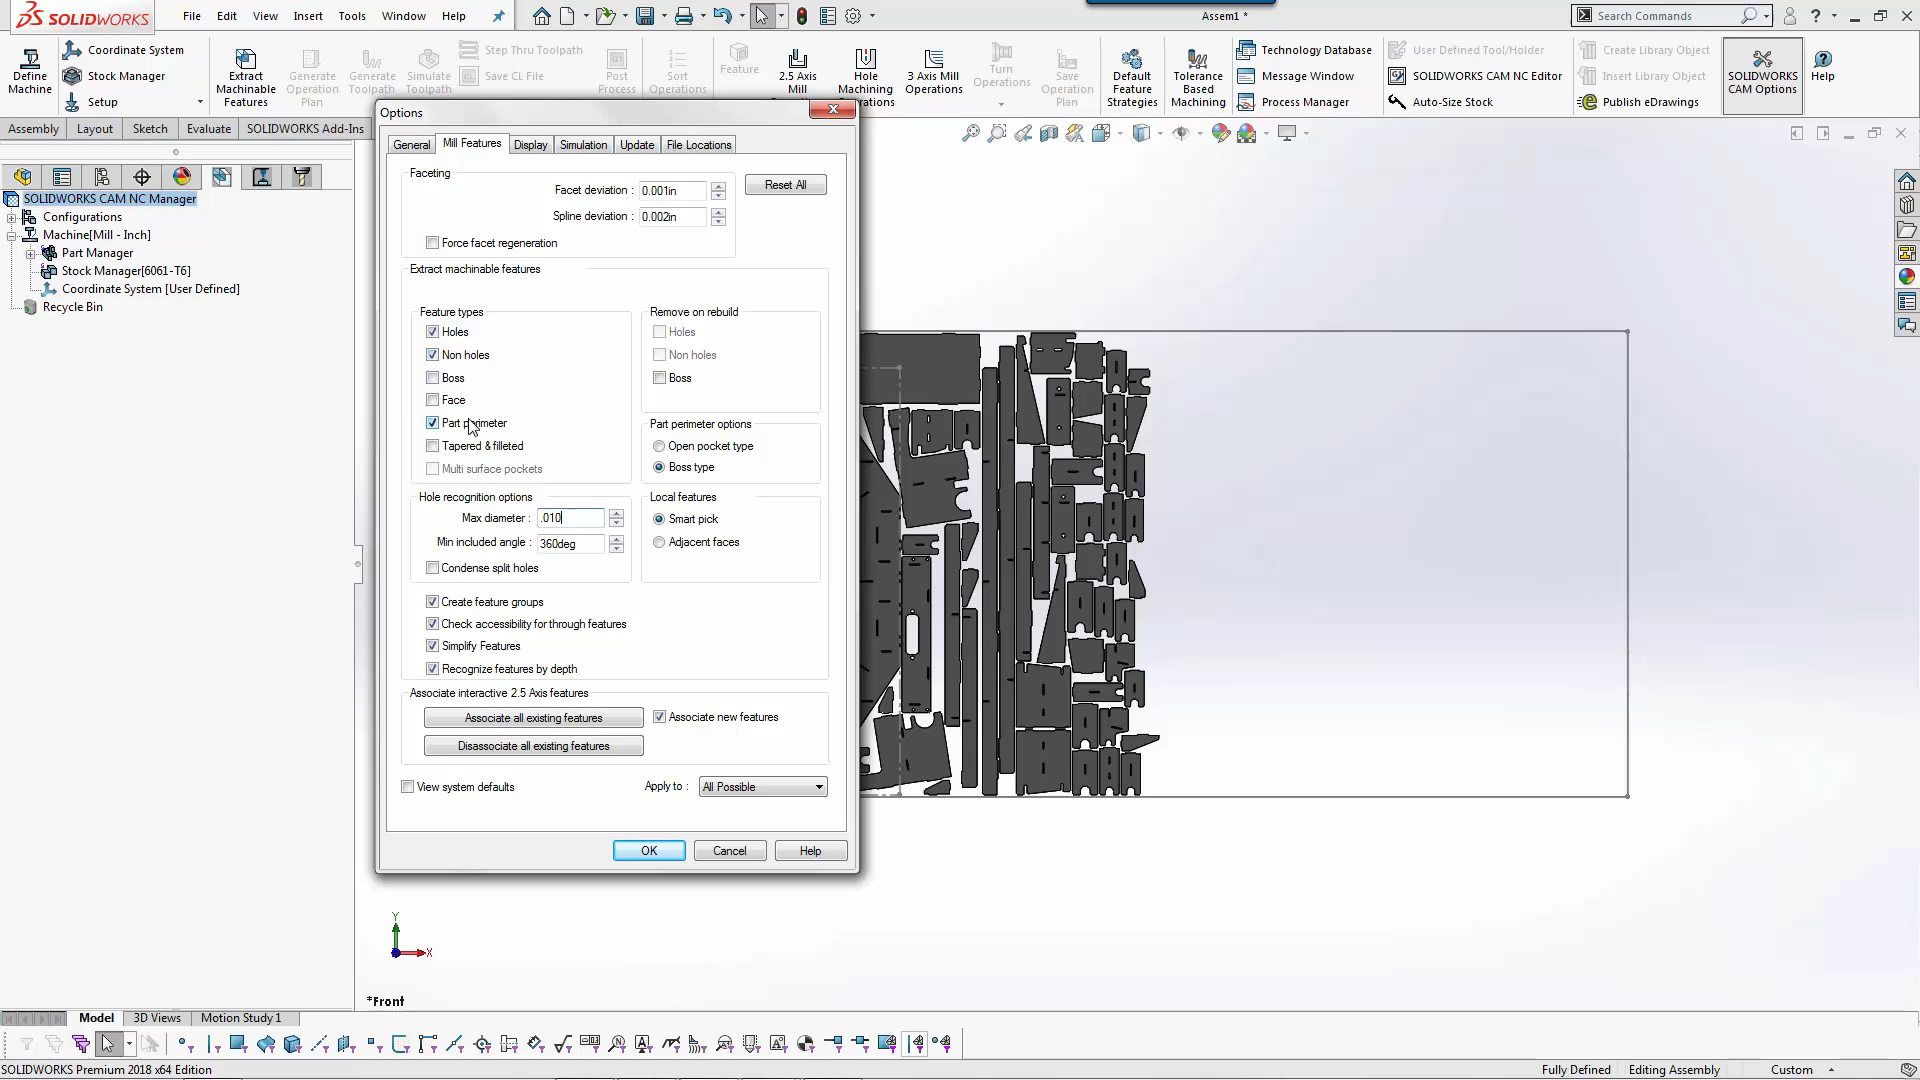 SOLIDWORKS
File Edit View Insert Tools Window Help
Assem1 *
Search Commands
Define Machine
Coordinate System
Stock Manager
Setup
Extract Machinable Features
Generate Operation Plan
Generate Toolpath
Simulate Toolpath
Step Thru Toolpath
Save CL File
Post Process
Sort Operations
Feature
2.5 Axis Mill
Hole Machining Operations
3 Axis Mill Operations
Turn Operations
Save Operation Plan
Default Feature Strategies
Tolerance Based Machining
Technology Database
Message Window
Process Manager
User Defined Tool/Holder
SOLIDWORKS CAM NC Editor
Auto-Size Stock
Create Library Object
Insert Library Object
Publish eDrawings
SOLIDWORKS CAM Options
Help
Assembly Layout Sketch Evaluate SOLIDWORKS Add-Ins
SOLIDWORKS CAM NC Manager
Configurations
Machine[Mill - Inch]
Part Manager
Stock Manager[6061-T6]
Coordinate System [User Defined]
Recycle Bin
Options
General Mill Features Display Simulation Update File Locations
Faceting
Facet deviation : 0.001in
Spline deviation : 0.002in
Force facet regeneration
Reset All
Extract machinable features
Feature types
Holes
Non holes
Boss
Face
Part perimeter
Tapered & filleted
Multi surface pockets
Remove on rebuild
Holes
Non holes
Boss
Part perimeter options
Open pocket type
Boss type
Hole recognition options
Max diameter : .010
Min included angle : 360deg
Condense split holes
Local features
Smart pick
Adjacent faces
Create feature groups
Check accessibility for through features
Simplify Features
Recognize features by depth
Associate interactive 2.5 Axis features
Associate all existing features
Associate new features
Disassociate all existing features
View system defaults
Apply to : All Possible
OK Cancel Help
Y
X
*Front
Model 3D Views Motion Study 1
SOLIDWORKS Premium 2018 x64 Edition
Fully Defined Editing Assembly Custom